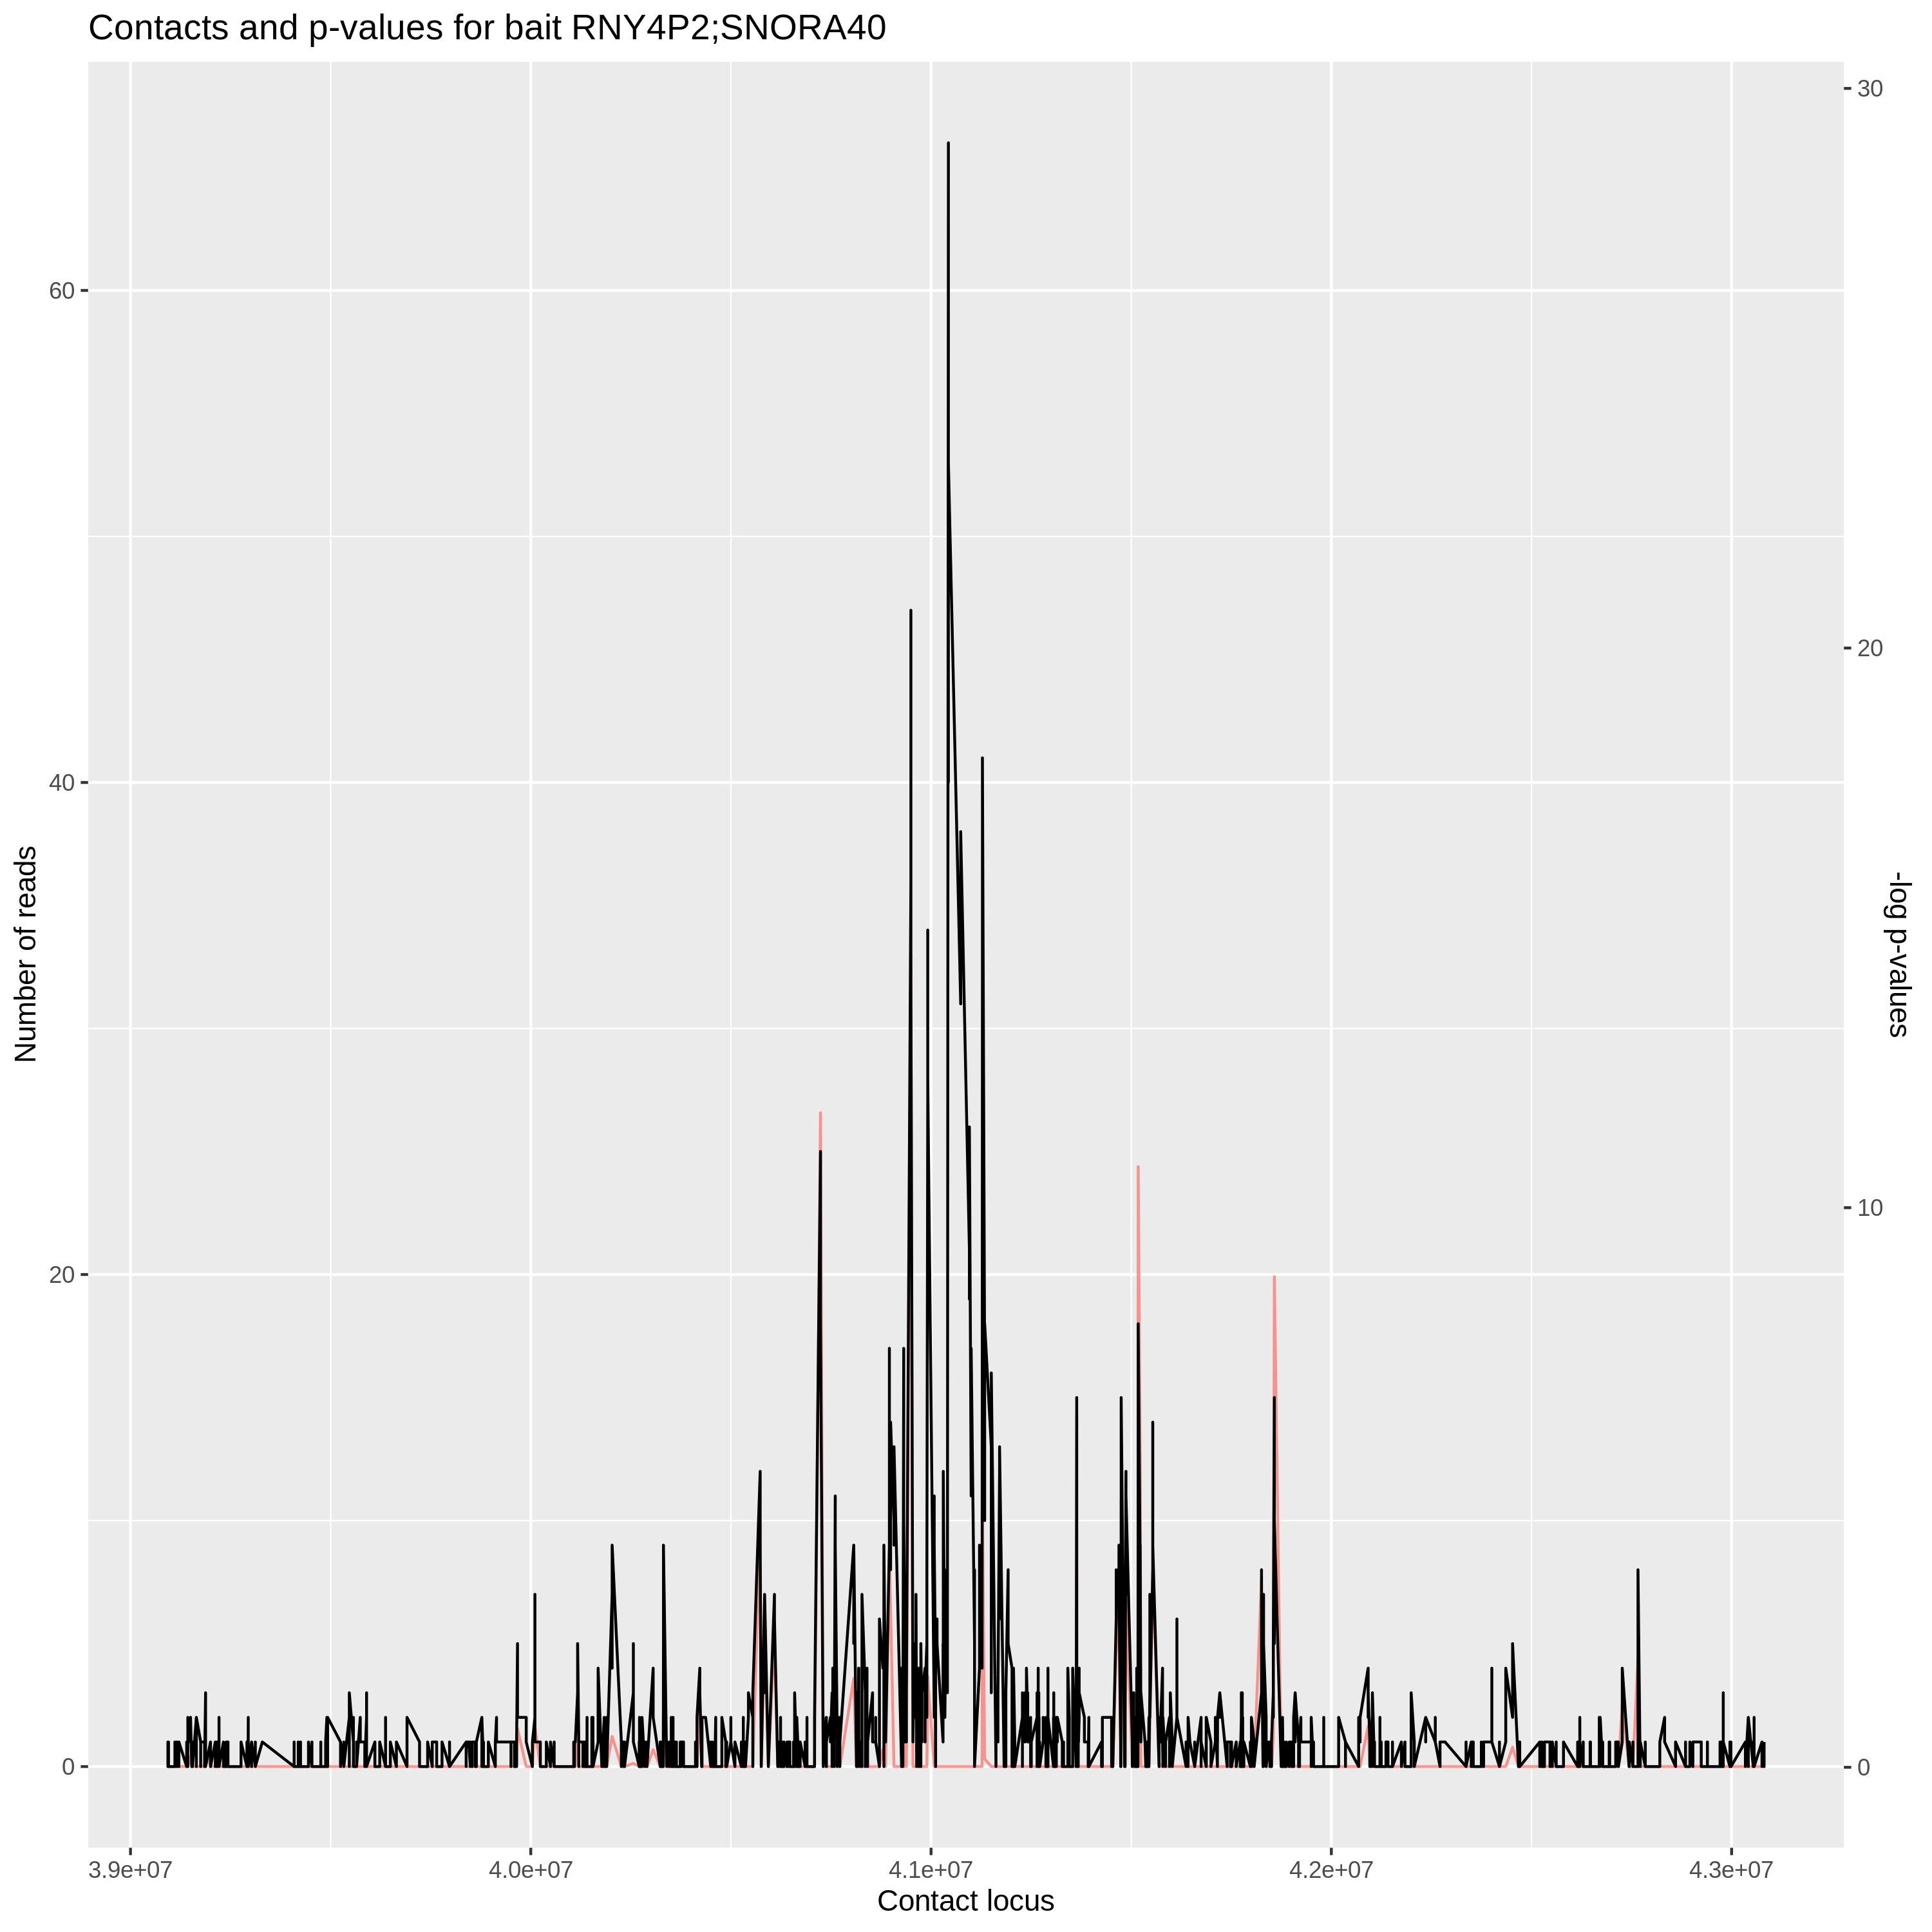 Contacts and p-values for bait RNY4P2;SNORA40
Number of reads
60
40
20
0
30
20
10
0
-log p-values
3.9e+07
4.0e+07
4.1e+07
4.2e+07
4.3e+07
Contact locus